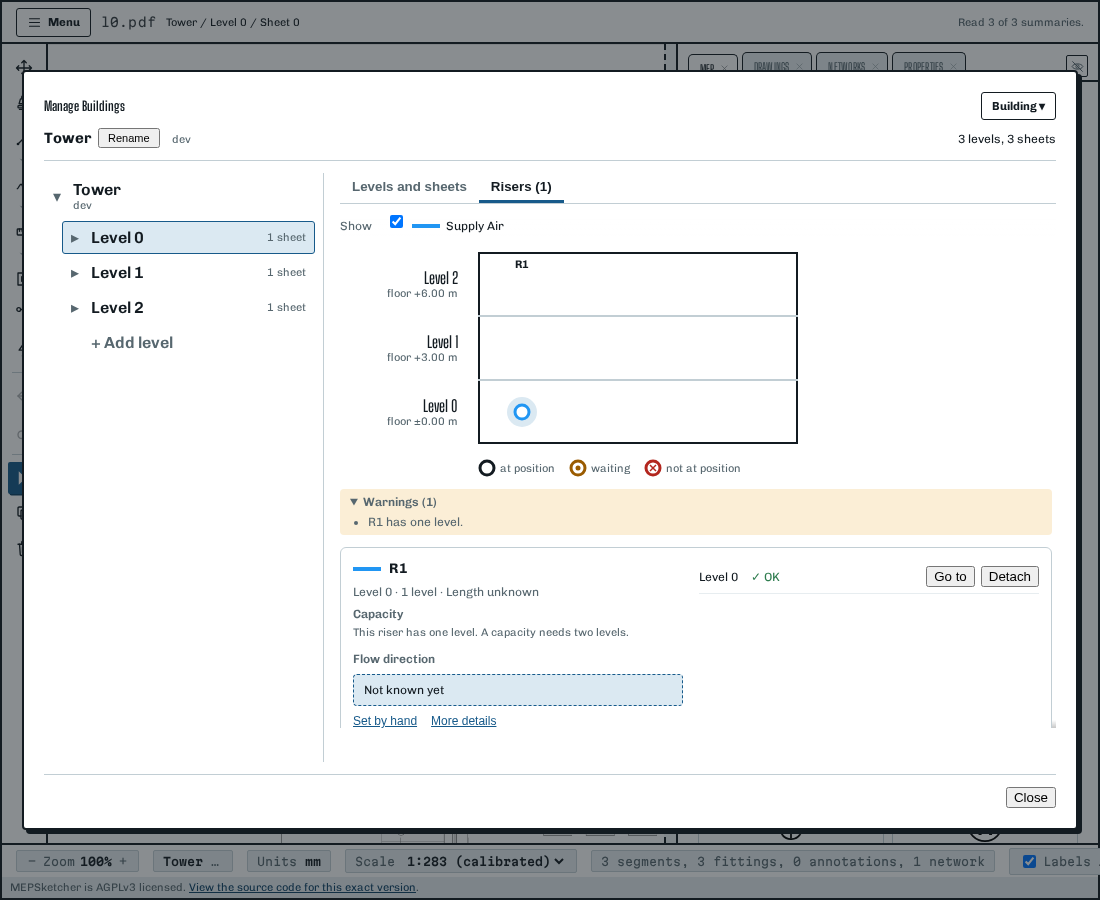 Menu l0.pdf Tower / Level 0 / Sheet 0 Read 3 of 3 summaries.
MEP × DRAWINGS × NETWORKS × PROPERTIES ×
Manage Buildings Building ▾
Tower Rename dev 3 levels, 3 sheets
▼ Tower
dev
▶ Level 0 1 sheet
▶ Level 1 1 sheet
▶ Level 2 1 sheet
+ Add level
Levels and sheets Risers (1)
Show Supply Air
R1
Level 2
floor +6.00 m
Level 1
floor +3.00 m
Level 0
floor ±0.00 m
at position waiting not at position
▼ Warnings (1)
• R1 has one level.
R1
Level 0 · 1 level · Length unknown
Capacity
This riser has one level. A capacity needs two levels.
Flow direction
Not known yet
Set by hand More details
Level 0 ✓ OK Go to Detach
Close
− Zoom 100% + Tower … Units mm Scale 1:283 (calibrated) 3 segments, 3 fittings, 0 annotations, 1 network Labels
MEPSketcher is AGPLv3 licensed. View the source code for this exact version.